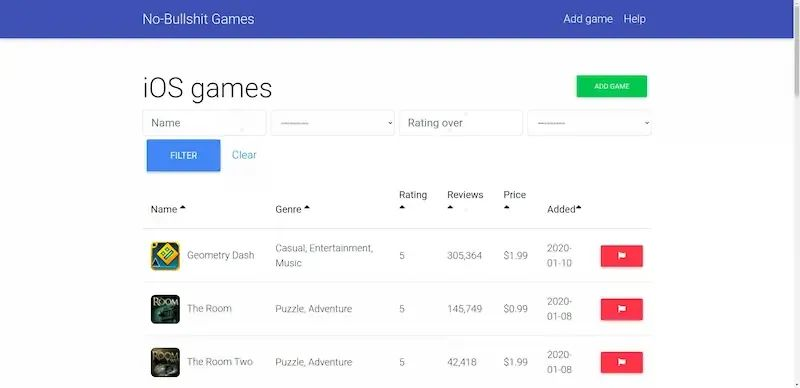 No-Bullshit Games Add game Help
iOS games ADD GAME
Name Rating over
FILTER Clear
Name Genre Rating Reviews Price Added
Geometry Dash Casual, Entertainment, Music 5 305,364 $1.99 2020-01-10
The Room Puzzle, Adventure 5 145,749 $0.99 2020-01-08
The Room Two Puzzle, Adventure 5 42,418 $1.99 2020-01-08